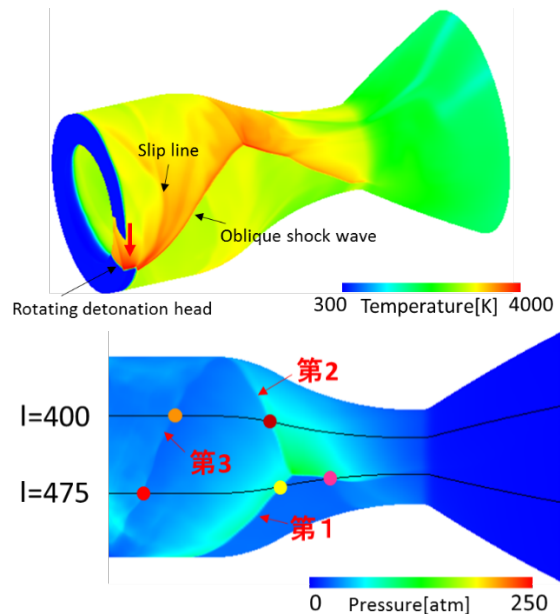 Slip line
Oblique shock wave
Rotating detonation head
300 Temperature[K] 4000
第2
I=400
第3
I=475
第1
0 Pressure[atm] 250